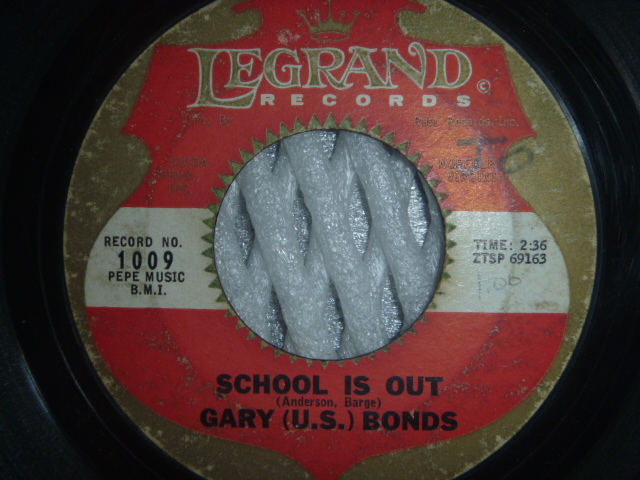 LEGRAND
RECORDS
RECORD NO.
1009
PEPE MUSIC
B.M.I.
TIME: 2:36
ZTSP 69163
1.00
SCHOOL IS OUT
(Anderson, Barge)
GARY (U.S.) BONDS